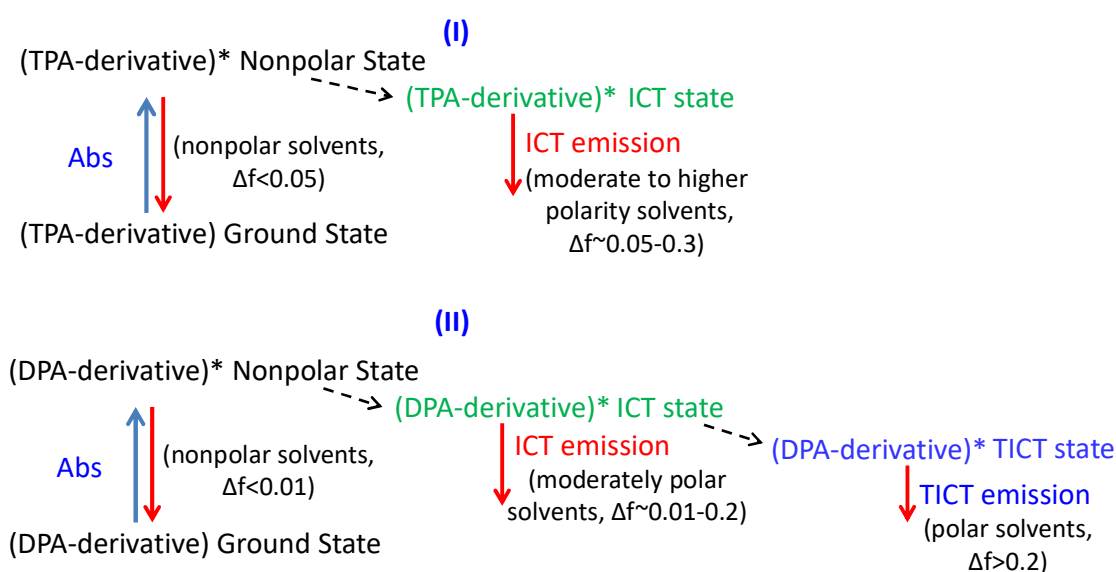 (I)
(TPA-derivative)* Nonpolar State
(TPA-derivative)* ICT state
Abs
(nonpolar solvents,
Δf<0.05)
ICT emission
(moderate to higher
polarity solvents,
Δf~0.05-0.3)
(TPA-derivative) Ground State
(II)
(DPA-derivative)* Nonpolar State
(DPA-derivative)* ICT state
(DPA-derivative)* TICT state
Abs
(nonpolar solvents,
Δf<0.01)
ICT emission
(moderately polar
solvents, Δf~0.01-0.2)
TICT emission
(polar solvents,
Δf>0.2)
(DPA-derivative) Ground State